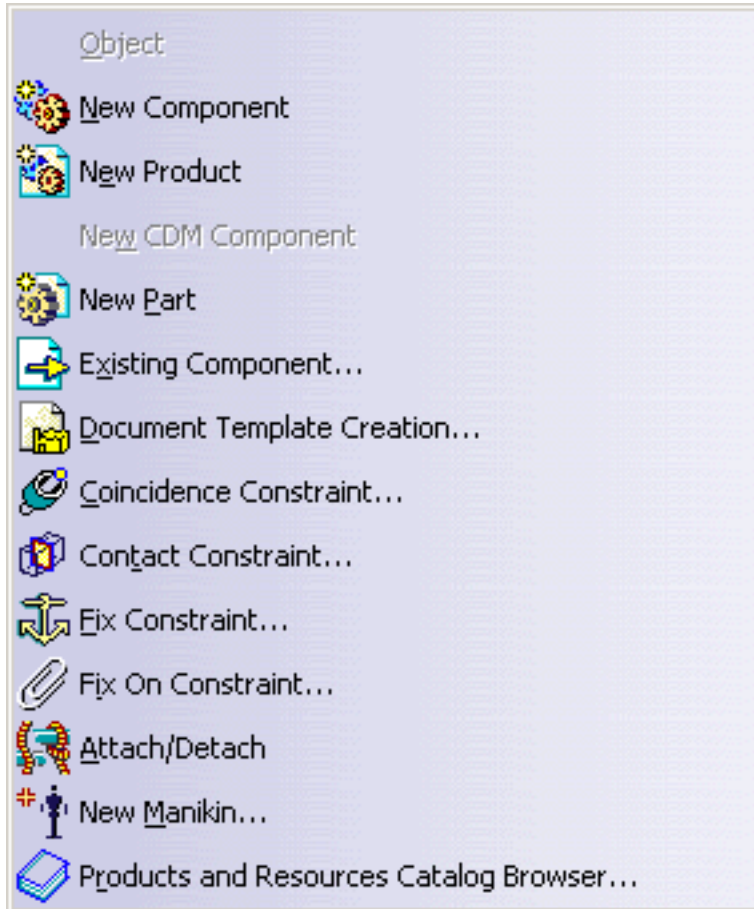 Object
New Component
New Product
New CDM Component
New Part
Existing Component...
Document Template Creation...
Coincidence Constraint...
Contact Constraint...
Fix Constraint...
Fix On Constraint...
Attach/Detach
New Manikin...
Products and Resources Catalog Browser...